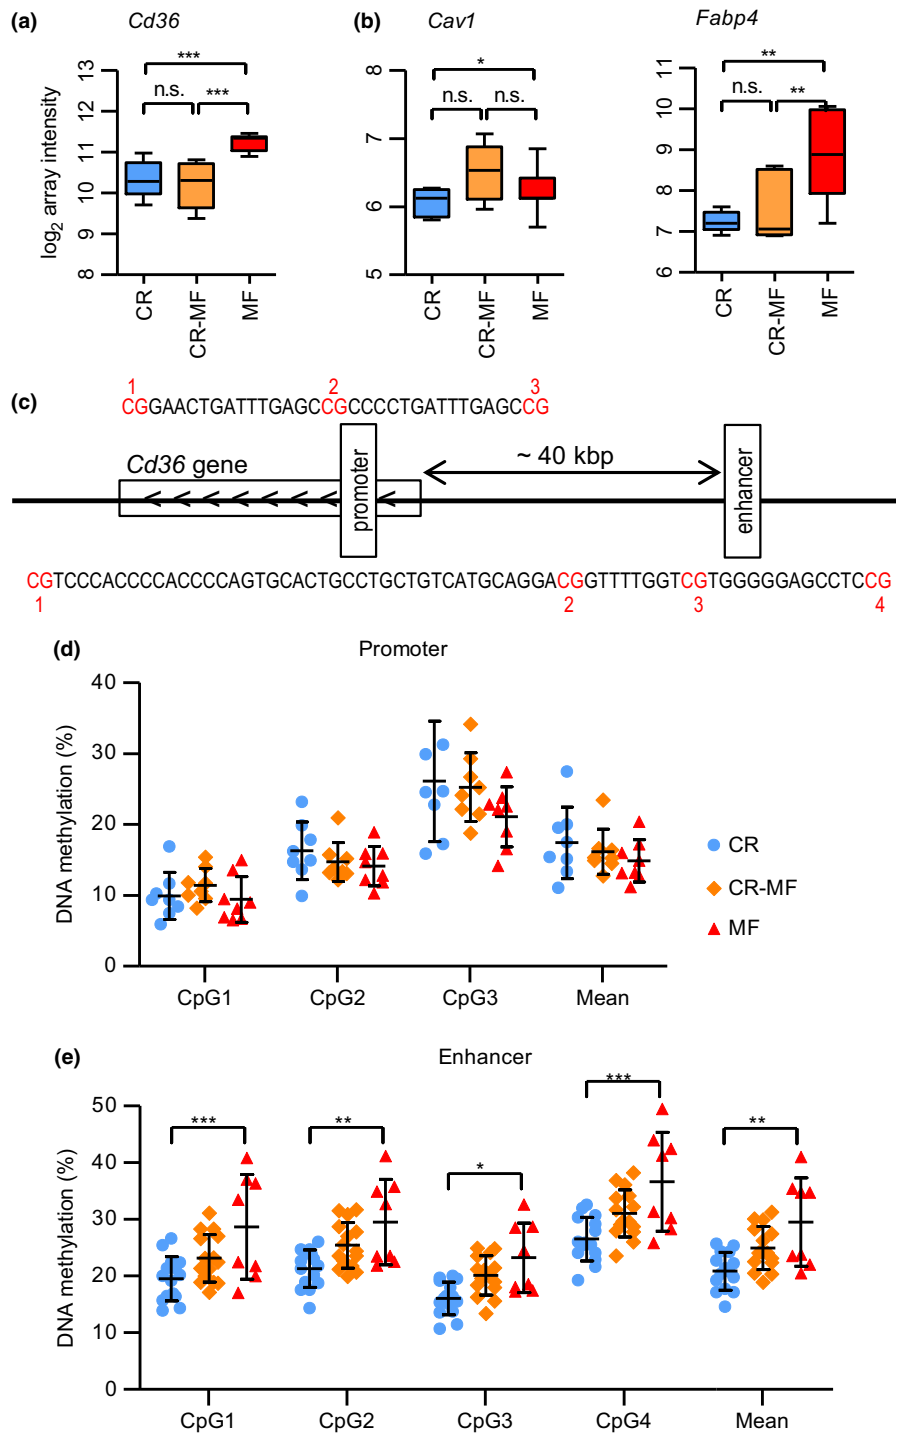 (a) Cd36 (b) Cav1 Fabp4
log2 array intensity
13
12
11
10
9
8
***
n.s. ***
CR
CR-MF
MF
8
7
6
5
*
n.s. n.s.
CR
CR-MF
MF
11
10
9
8
7
6
**
n.s. **
CR
CR-MF
MF
(c)
1 2 3
CGGAACTGATTTGAGCCGCCCCTGATTTGAGCCG
Cd36 gene
promoter
~ 40 kbp
enhancer
CGTCCCACCCCACCCCAGTGCACTGCCTGCTGTCATGCAGGACGGTTTTGGTCGTGGGGGAGCCTCCG
1 2 3 4
(d) Promoter
DNA methylation (%)
40
30
20
10
0
CpG1 CpG2 CpG3 Mean
CR
CR-MF
MF
(e) Enhancer
DNA methylation (%)
50
40
30
20
10
0
*** ** * *** **
CpG1 CpG2 CpG3 CpG4 Mean